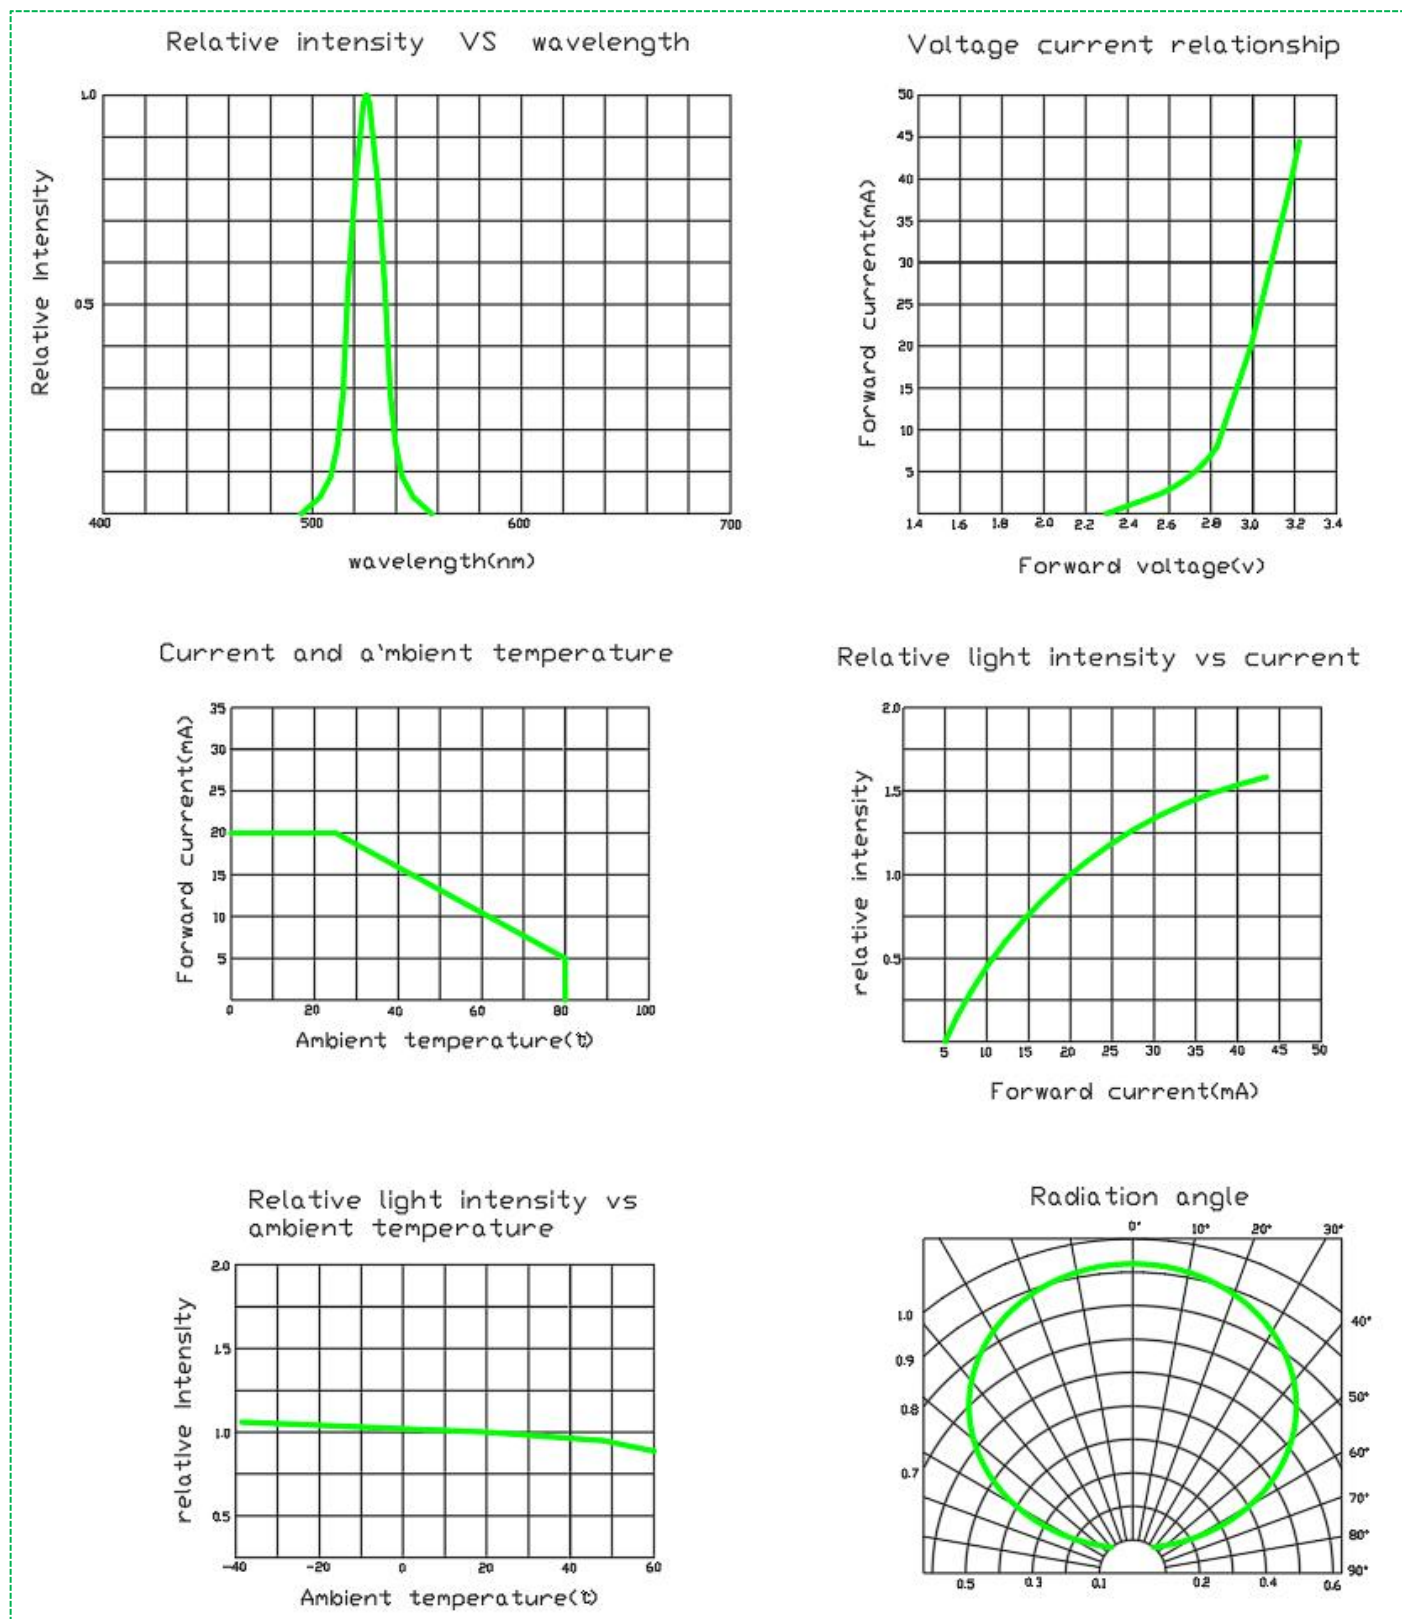 Relative intensity VS wavelength
1.0
0.5
Relative Intensity
400 500 600 700
wavelength(nm)
Voltage current relationship
50
45
40
35
30
25
20
15
10
5
Forward current(mA)
1.4 1.6 1.8 2.0 2.2 2.4 2.6 2.8 3.0 3.2 3.4
Forward voltage(v)
Current and a`mbient temperature
35
30
25
20
15
10
5
Forward current(mA)
0 20 40 60 80 100
Ambient temperature(℃)
Relative light intensity vs current
2.0
1.5
1.0
0.5
relative intensity
5 10 15 20 25 30 35 40 45 50
Forward current(mA)
Relative light intensity vs
ambient temperature
2.0
1.5
1.0
0.5
relative Intensity
-40 -20 0 20 40 60
Ambient temperature(℃)
Radiation angle
0° 10° 20° 30°
40°
50°
60°
70°
80°
90°
1.0
0.9
0.8
0.7
0.5 0.3 0.1 0.2 0.4 0.6